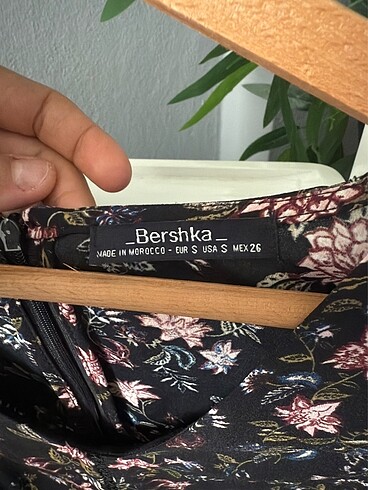 _Bershka_
MADE IN MOROCCO - EUR S USA S MEX 26